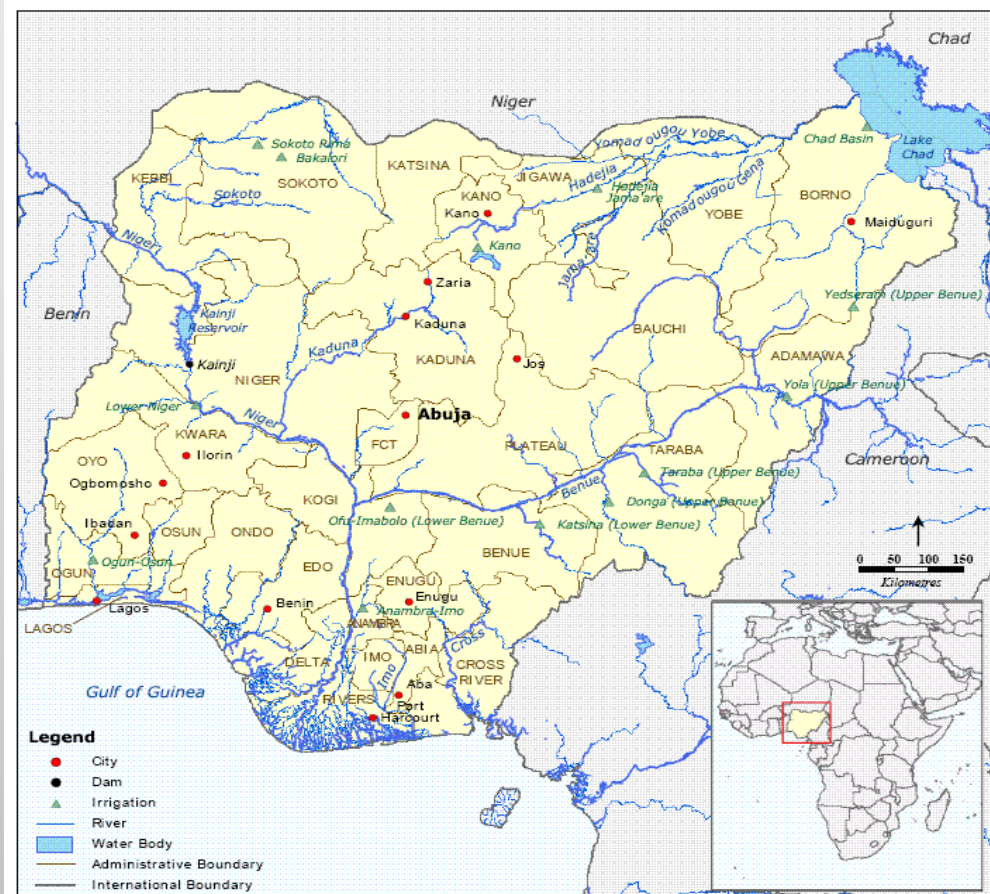 Chad
Niger
Yomadougou Yobe
Chad Basin
Lake
Chad
Sokoto Rima
Bakalori
KATSINA
KEBBI
SOKOTO
JIGAWA
Hadejia
Hadejia
Jama'are
Komadougou Gena
BORNO
Sokoto
KANO
Kano
YOBE
Maiduguri
Niger
Kano
Jama'are
Zaria
Yedseram (Upper Benue)
Benin
Kainji
Reservoir
Kaduna
BAUCHI
Kaduna
KADUNA
Jos
ADAMAWA
Kainji
NIGER
Yola (Upper Benue)
Lower-Niger
Niger
Abuja
KWARA
FCT
PLATEAU
TARABA
Cameroon
OYO
Ilorin
Taraba (Upper Benue)
Ogbomosho
Benue
KOGI
Donga (Upper Benue)
Ofu-Imabolo (Lower Benue)
Katsina (Lower Benue)
Ibadan
OSUN
ONDO
BENUE
Ogun-Osun
EDO
OGUN
ENUGU
0 50 100 150
Kilometres
Lagos
Benin
Enugu
Anambra-Imo
ANAMBRA
LAGOS
Cross
ABIA
IMO
DELTA
CROSS
RIVER
Imo
Gulf of Guinea
RIVERS
Aba
Port
Harcourt
Legend
City
Dam
Irrigation
River
Water Body
Administrative Boundary
International Boundary